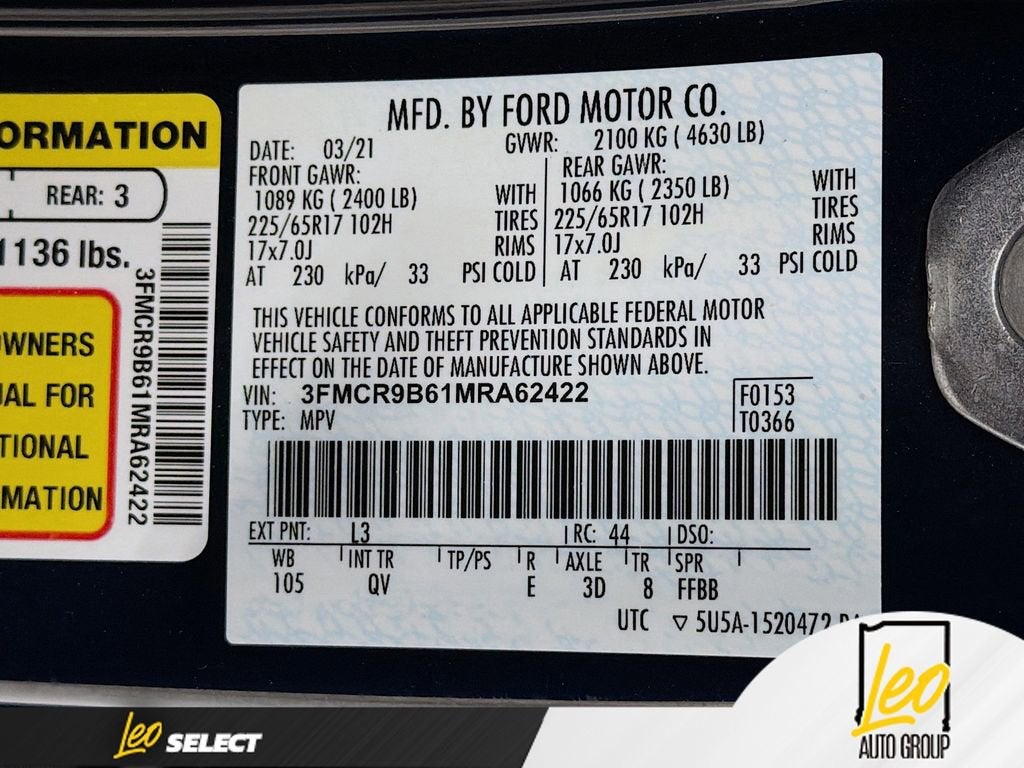 ORMATION
REAR: 3
1136 lbs.
OWNERS
UAL FOR
TIONAL
MATION
3FMCR9B61MRA62422
MFD. BY FORD MOTOR CO.
DATE: 03/21 GVWR: 2100 KG ( 4630 LB)
FRONT GAWR: REAR GAWR:
1089 KG ( 2400 LB) WITH 1066 KG ( 2350 LB) WITH
225/65R17 102H TIRES 225/65R17 102H TIRES
17x7.0J RIMS 17x7.0J RIMS
AT 230 kPa/ 33 PSI COLD AT 230 kPa/ 33 PSI COLD
THIS VEHICLE CONFORMS TO ALL APPLICABLE FEDERAL MOTOR
VEHICLE SAFETY AND THEFT PREVENTION STANDARDS IN
EFFECT ON THE DATE OF MANUFACTURE SHOWN ABOVE.
VIN: 3FMCR9B61MRA62422 F0153
TYPE: MPV T0366
EXT PNT: L3 RC: 44 DSO:
WB INT TR TP/PS R AXLE TR SPR
105 QV E 3D 8 FFBB
UTC ▽ 5U5A-1520472
Leo
AUTO GROUP
Leo SELECT